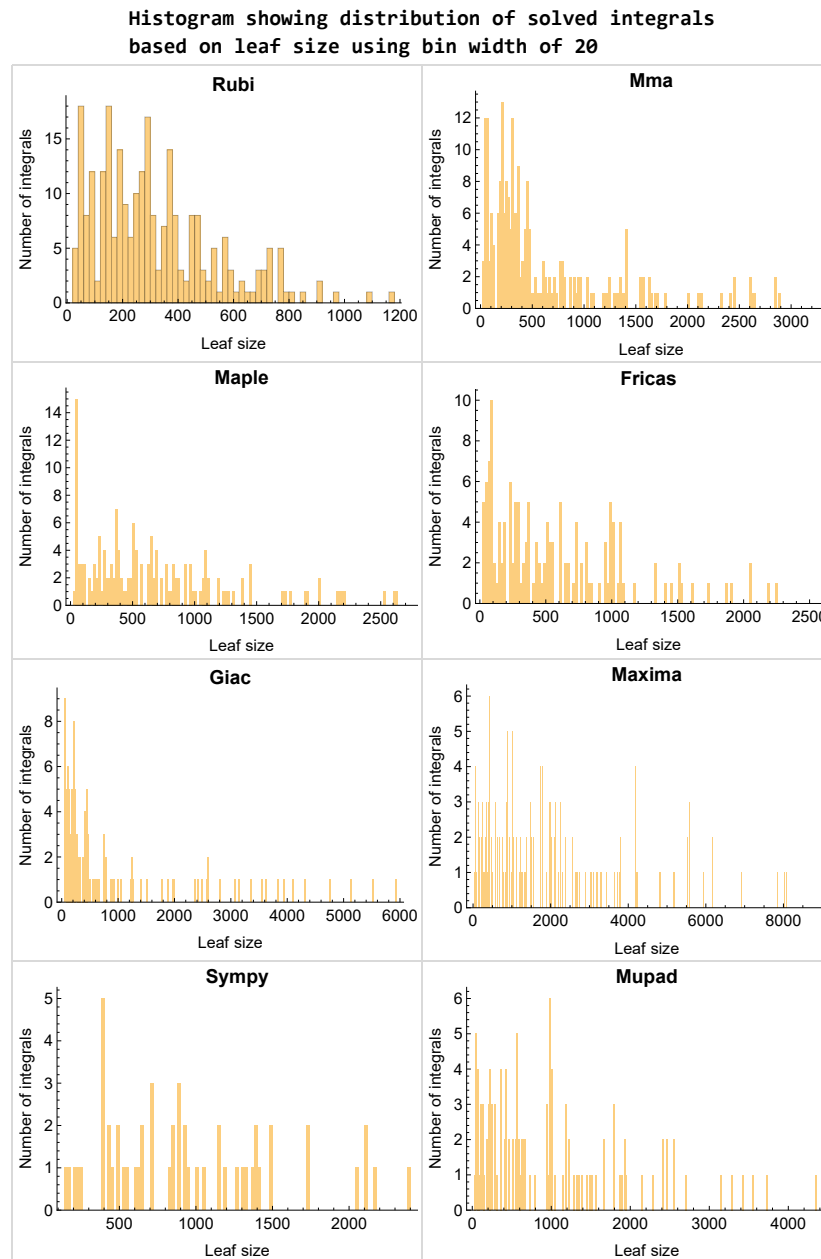 Histogram showing distribution of solved integrals
based on leaf size using bin width of 20
Rubi
Number of integrals
15
10
5
0
0 200 400 600 800 1000 1200
Leaf size
Mma
Number of integrals
12
10
8
6
4
2
0
0 500 1000 1500 2000 2500 3000
Leaf size
Maple
Number of integrals
14
12
10
8
6
4
2
0
0 500 1000 1500 2000 2500
Leaf size
Fricas
Number of integrals
10
8
6
4
2
0
0 500 1000 1500 2000 2500
Leaf size
Giac
Number of integrals
8
6
4
2
0
0 1000 2000 3000 4000 5000 6000
Leaf size
Maxima
Number of integrals
6
5
4
3
2
1
0
0 2000 4000 6000 8000
Leaf size
Sympy
Number of integrals
5
4
3
2
1
0
500 1000 1500 2000
Leaf size
Mupad
Number of integrals
6
5
4
3
2
1
0
0 1000 2000 3000 4000
Leaf size